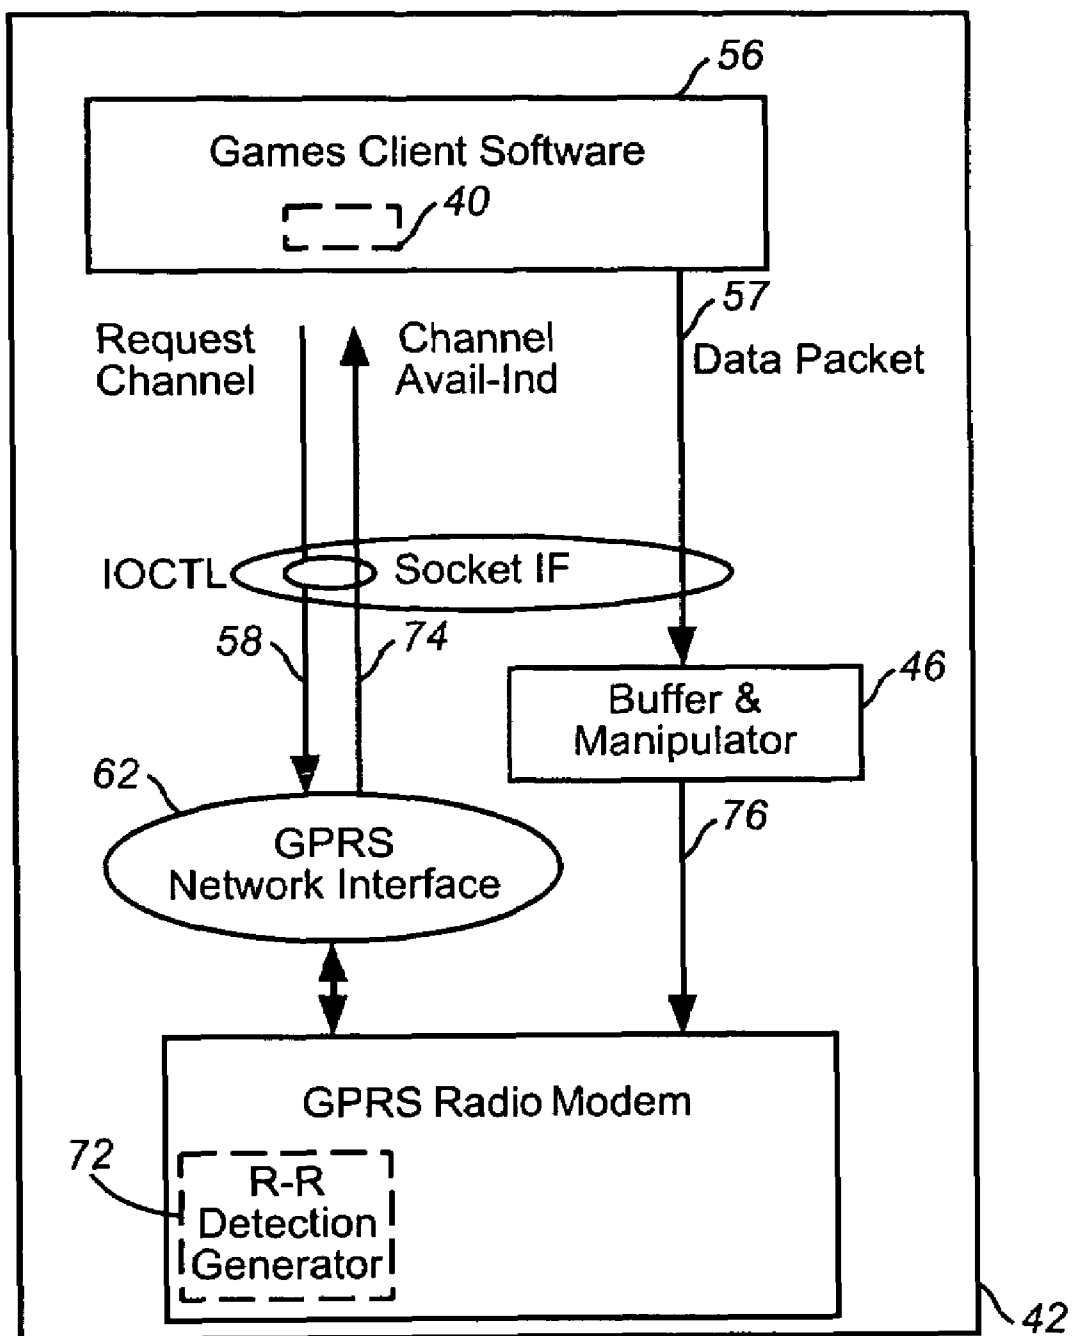 56
Games Client Software
40
57
Request
Channel
Channel
Avail-Ind
Data Packet
IOCTL
Socket IF
58
74
46
Buffer &
Manipulator
62
76
GPRS
Network Interface
GPRS Radio Modem
72
R-R
Detection
Generator
42